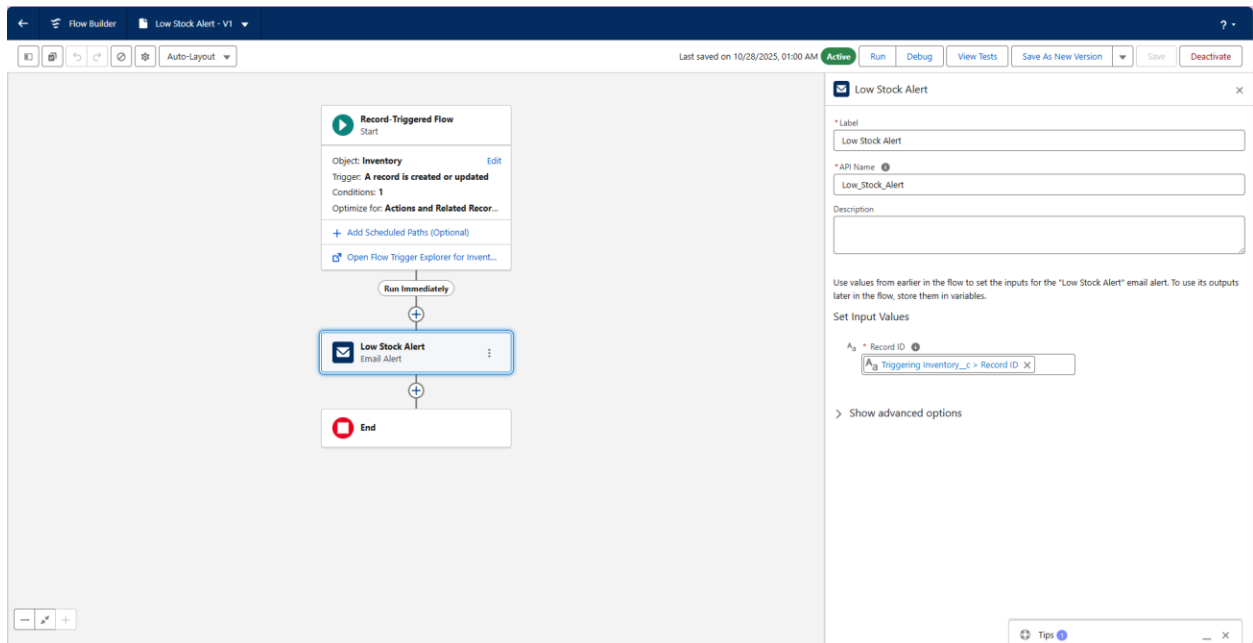 Flow Builder
Low Stock Alert - V1
?
Auto-Layout
Last saved on 10/28/2025, 01:00 AM
Active
Run
Debug
View Tests
Save As New Version
Save
Deactivate
Record-Triggered Flow
Start
Object: Inventory
Edit
Trigger: A record is created or updated
Conditions: 1
Optimize for: Actions and Related Recor...
+ Add Scheduled Paths (Optional)
Open Flow Trigger Explorer for Invent...
Run Immediately
Low Stock Alert
Email Alert
End
Low Stock Alert
* Label
Low Stock Alert
* API Name
Low_Stock_Alert
Description
Use values from earlier in the flow to set the inputs for the "Low Stock Alert" email alert. To use its outputs
later in the flow, store them in variables.
Set Input Values
Aa * Record ID
Aa Triggering Inventory__c > Record ID
Show advanced options
Tips 1